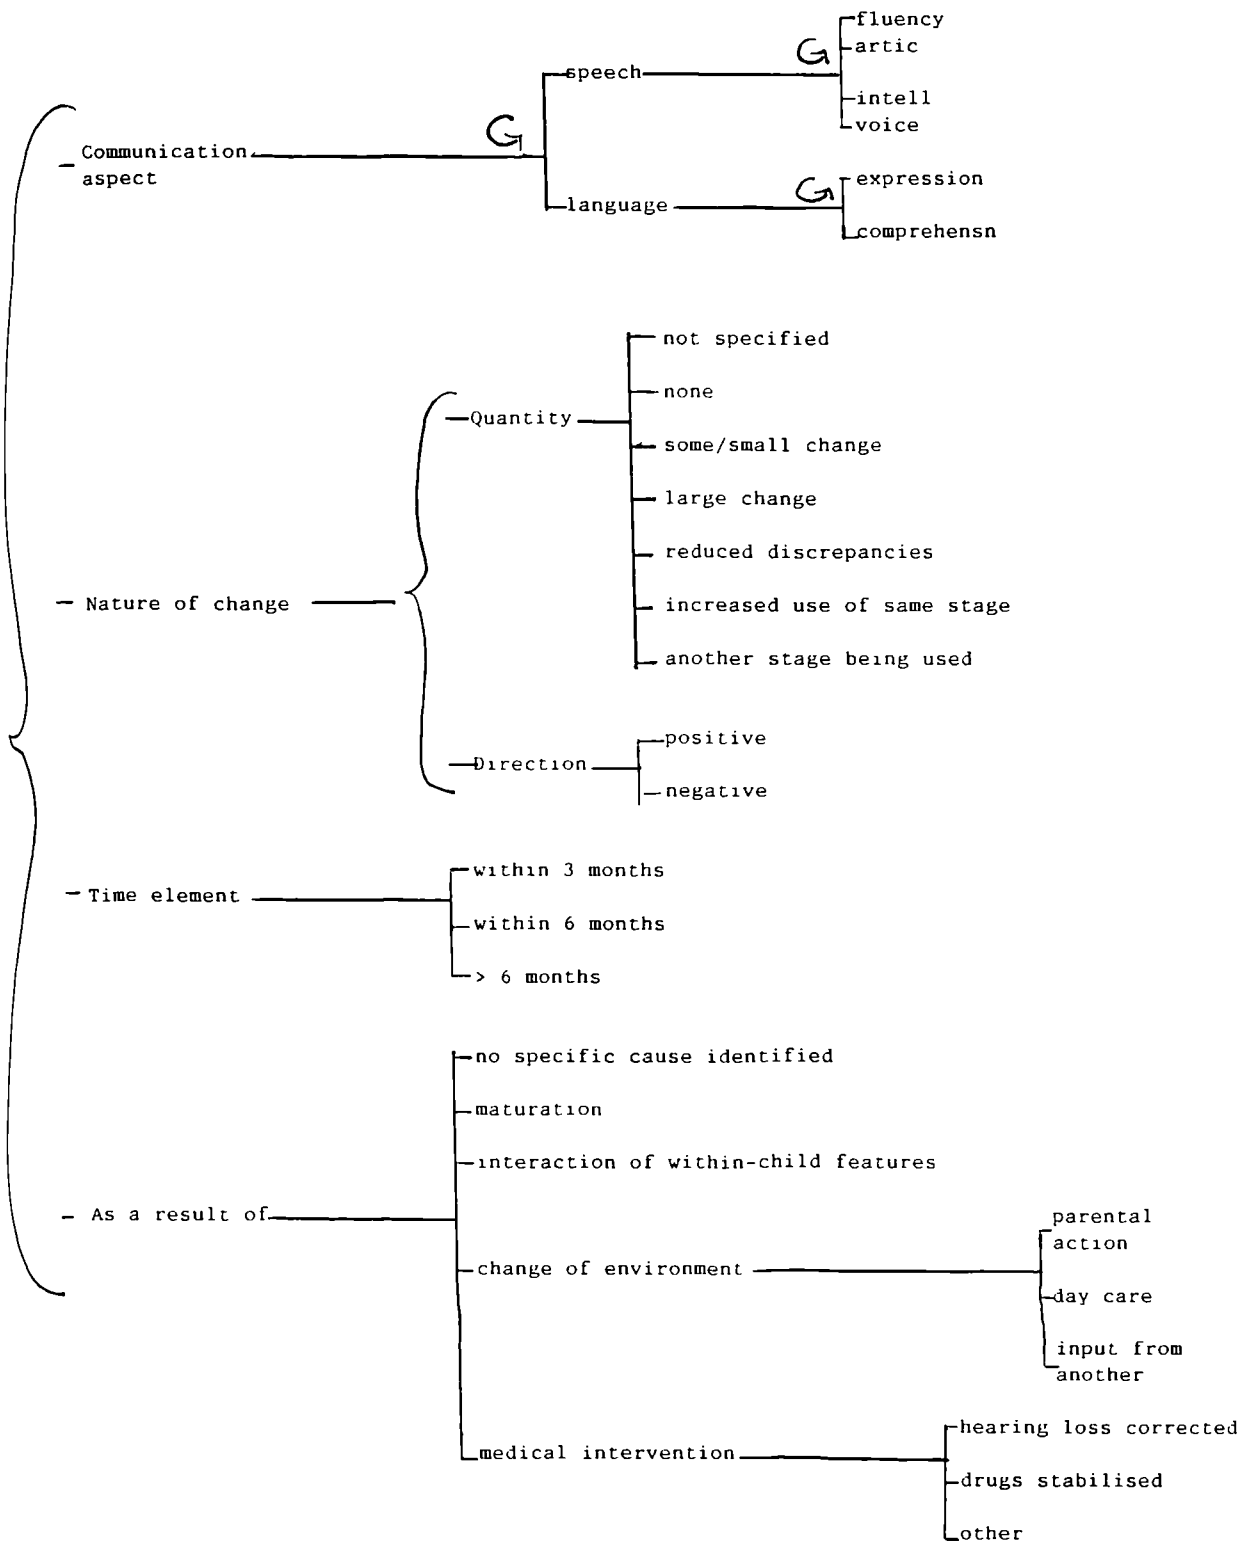 fluency
artic
speech
intell
voice
Communication
aspect
expression
language
comprehensn
not specified
none
Quantity
some/small change
large change
reduced discrepancies
Nature of change
increased use of same stage
another stage being used
positive
Direction
negative
within 3 months
Time element
within 6 months
> 6 months
no specific cause identified
maturation
interaction of within-child features
As a result of
parental
action
change of environment
day care
input from
another
hearing loss corrected
medical intervention
drugs stabilised
other